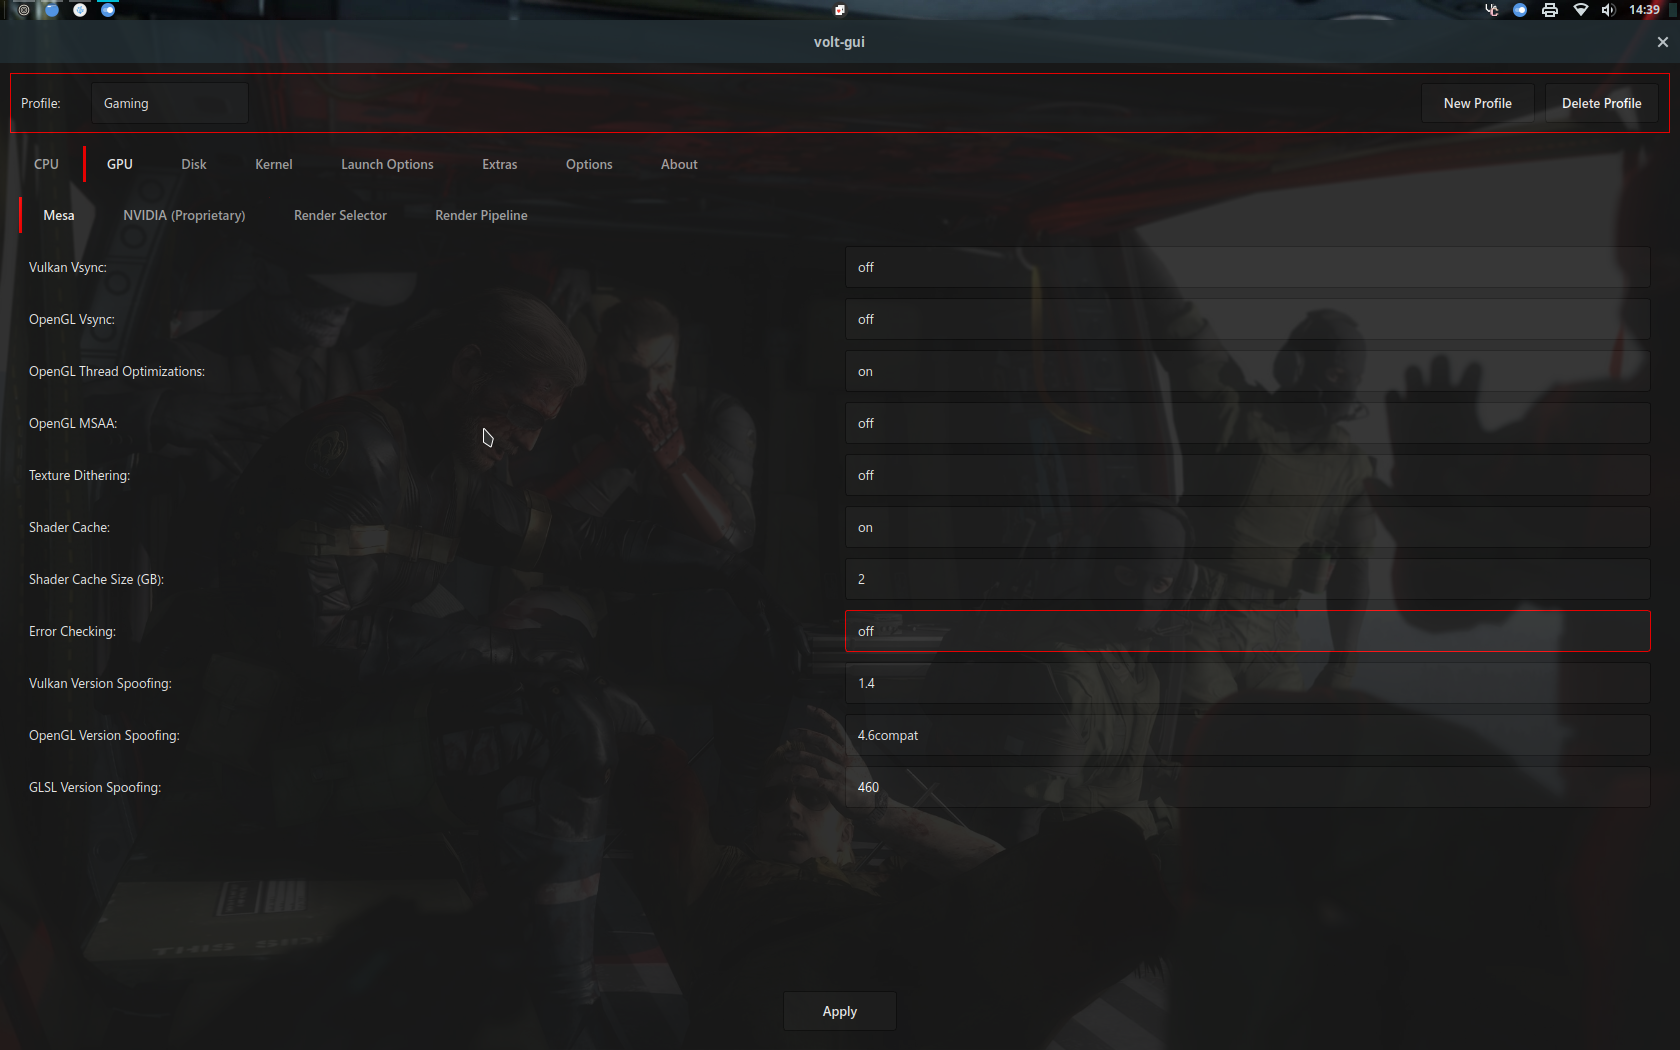 14:39
volt-gui
Profile: Gaming New Profile Delete Profile
CPU GPU Disk Kernel Launch Options Extras Options About
Mesa NVIDIA (Proprietary) Render Selector Render Pipeline
Vulkan Vsync: off
OpenGL Vsync: off
OpenGL Thread Optimizations: on
OpenGL MSAA: off
Texture Dithering: off
Shader Cache: on
Shader Cache Size (GB): 2
Error Checking: off
Vulkan Version Spoofing: 1.4
OpenGL Version Spoofing: 4.6compat
GLSL Version Spoofing: 460
THIS SIDE
Apply